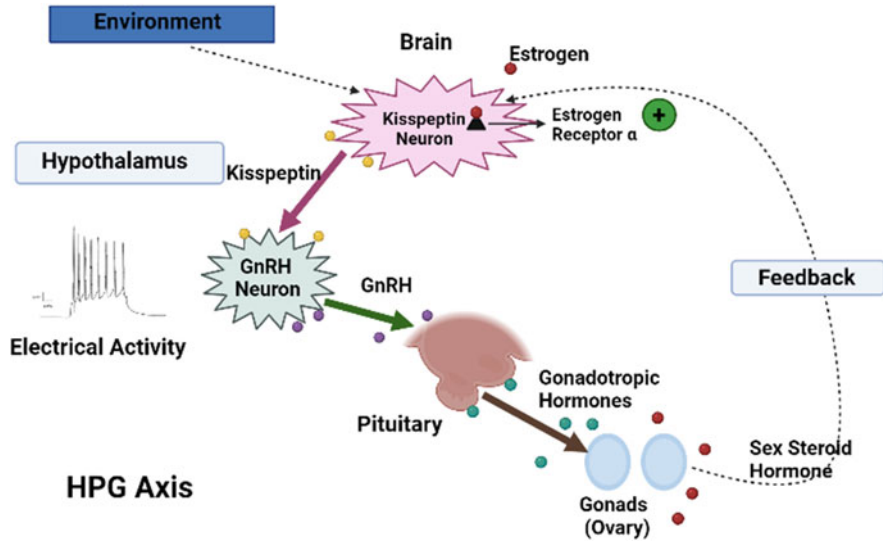 Environment
Brain
Estrogen
Kisspeptin
Neuron
Estrogen
Receptor α
+
Hypothalamus
Kisspeptin
GnRH
Neuron
GnRH
Feedback
Electrical Activity
Pituitary
Gonadotropic
Hormones
Sex Steroid
Hormone
Gonads
(Ovary)
HPG Axis